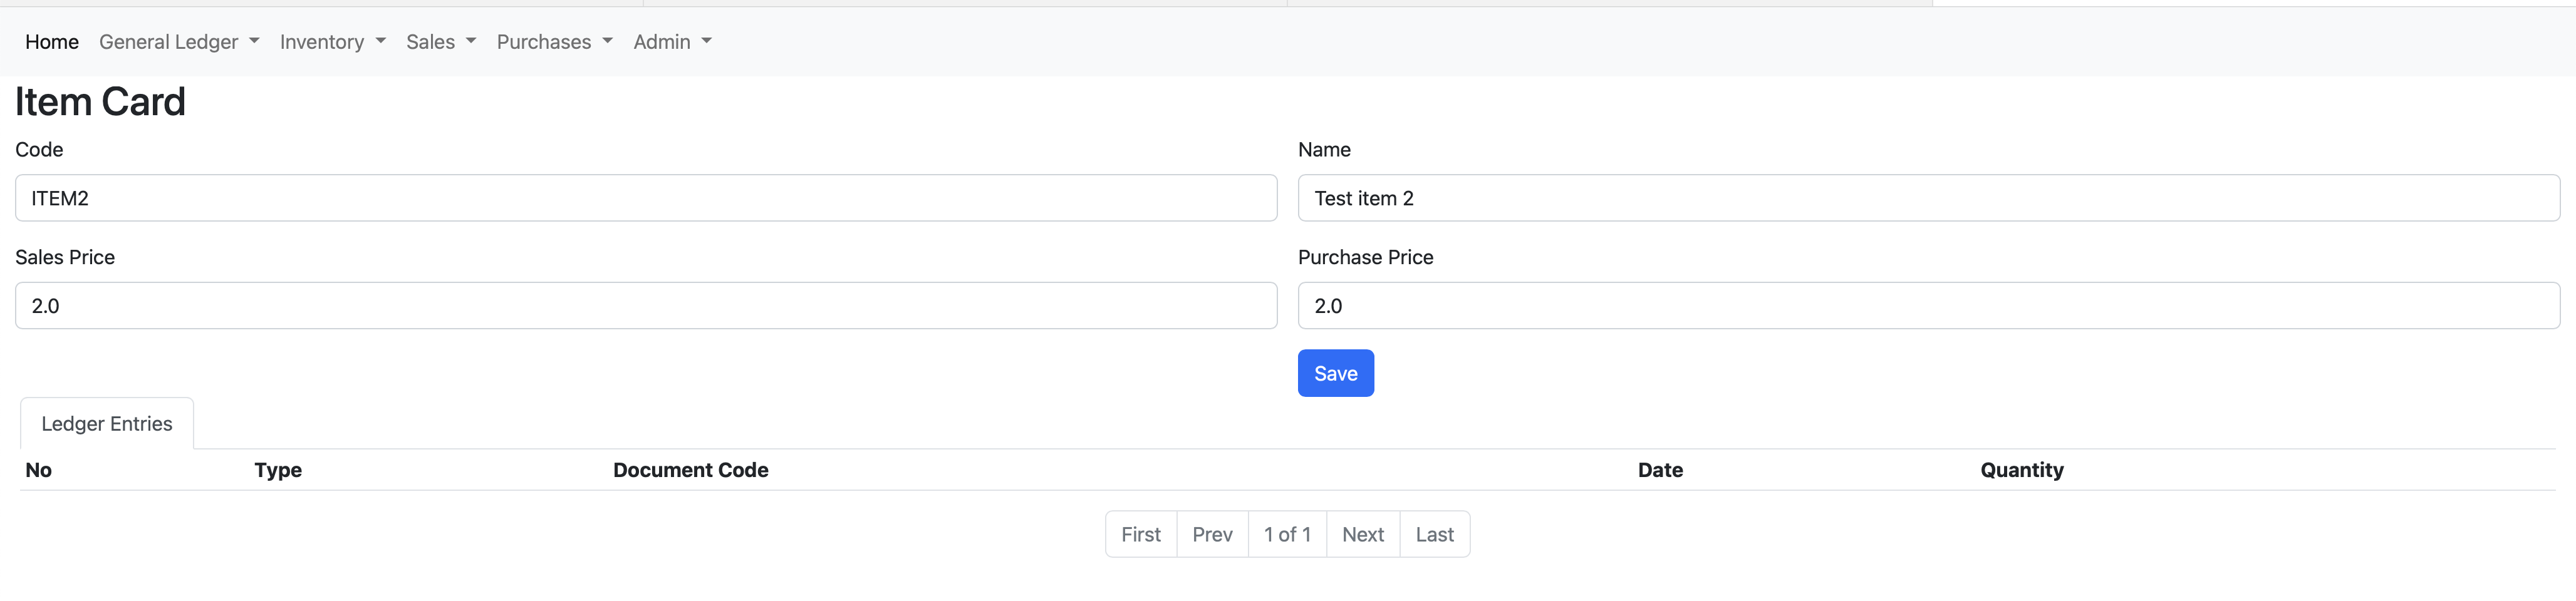 Home General Ledger Inventory Sales Purchases Admin
Item Card
Code Name
ITEM2 Test item 2
Sales Price Purchase Price
2.0 2.0
Save
Ledger Entries
No Type Document Code Date Quantity
First Prev 1 of 1 Next Last